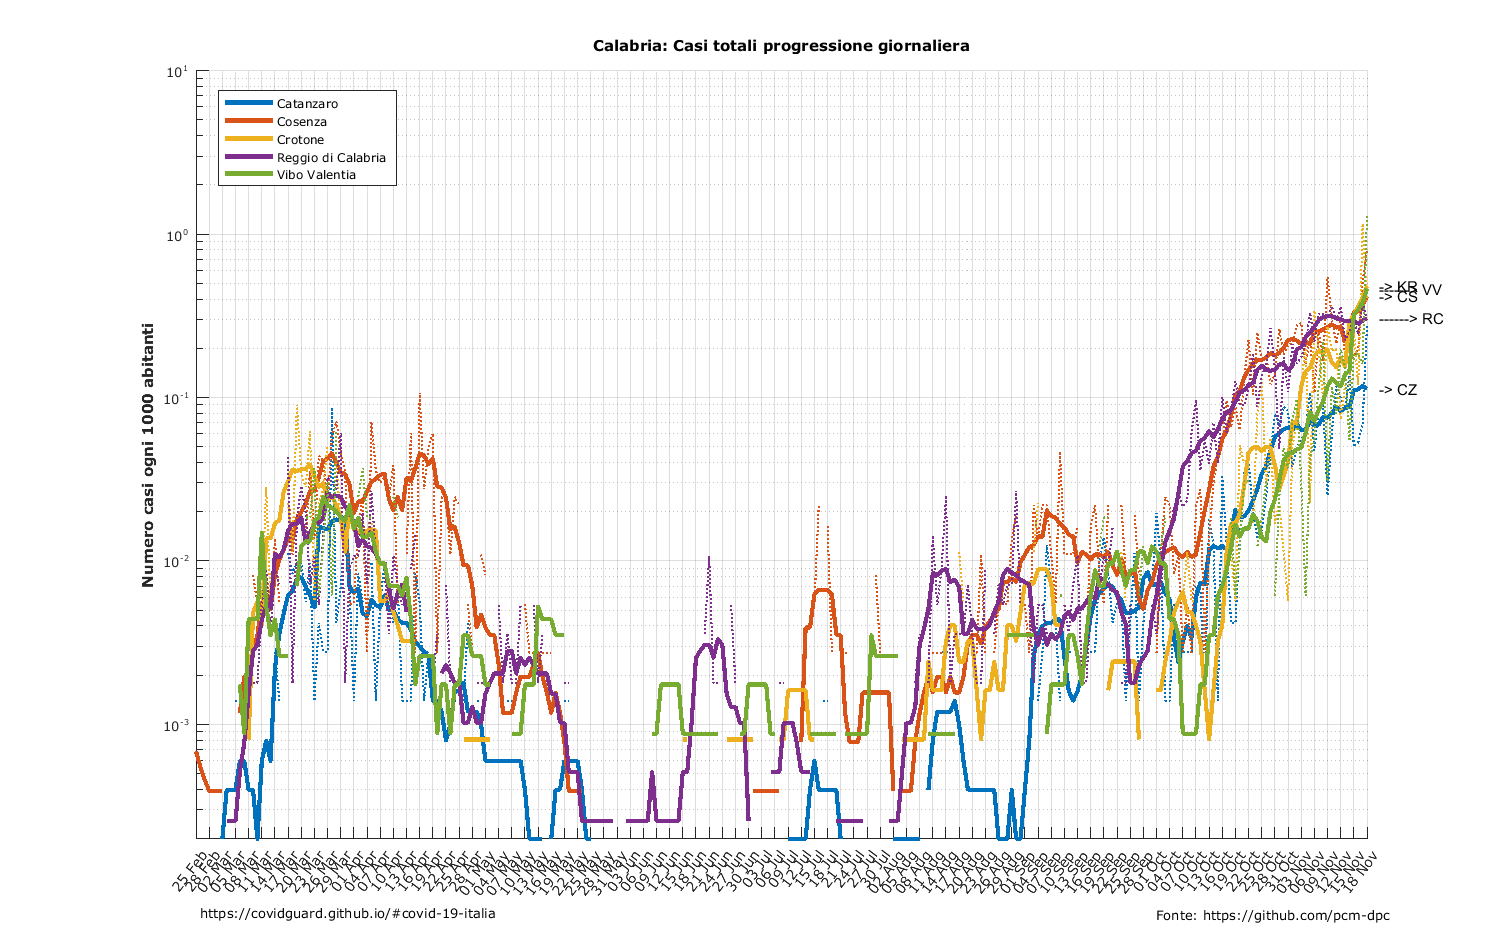 Calabria: Casi totali progressione giornaliera
Numero casi ogni 1000 abitanti
10¹
10⁰
10⁻¹
10⁻²
10⁻³
Catanzaro
Cosenza
Crotone
Reggio di Calabria
Vibo Valentia
-> KR
------> VV
-> CS
------> RC
-> CZ
25 Feb
28 Feb
02 Mar
05 Mar
08 Mar
11 Mar
14 Mar
17 Mar
20 Mar
23 Mar
26 Mar
29 Mar
01 Apr
04 Apr
07 Apr
10 Apr
13 Apr
16 Apr
19 Apr
22 Apr
25 Apr
28 Apr
01 May
04 May
07 May
10 May
13 May
16 May
19 May
22 May
25 May
28 May
31 May
03 Jun
06 Jun
09 Jun
12 Jun
15 Jun
18 Jun
21 Jun
24 Jun
27 Jun
30 Jun
03 Jul
06 Jul
09 Jul
12 Jul
15 Jul
18 Jul
21 Jul
24 Jul
27 Jul
30 Jul
02 Aug
05 Aug
08 Aug
11 Aug
14 Aug
17 Aug
20 Aug
23 Aug
26 Aug
29 Aug
01 Sep
04 Sep
07 Sep
10 Sep
13 Sep
16 Sep
19 Sep
22 Sep
25 Sep
28 Sep
01 Oct
04 Oct
07 Oct
10 Oct
13 Oct
16 Oct
19 Oct
22 Oct
25 Oct
28 Oct
31 Oct
03 Nov
06 Nov
09 Nov
12 Nov
15 Nov
18 Nov
https://covidguard.github.io/#covid-19-italia
Fonte: https://github.com/pcm-dpc